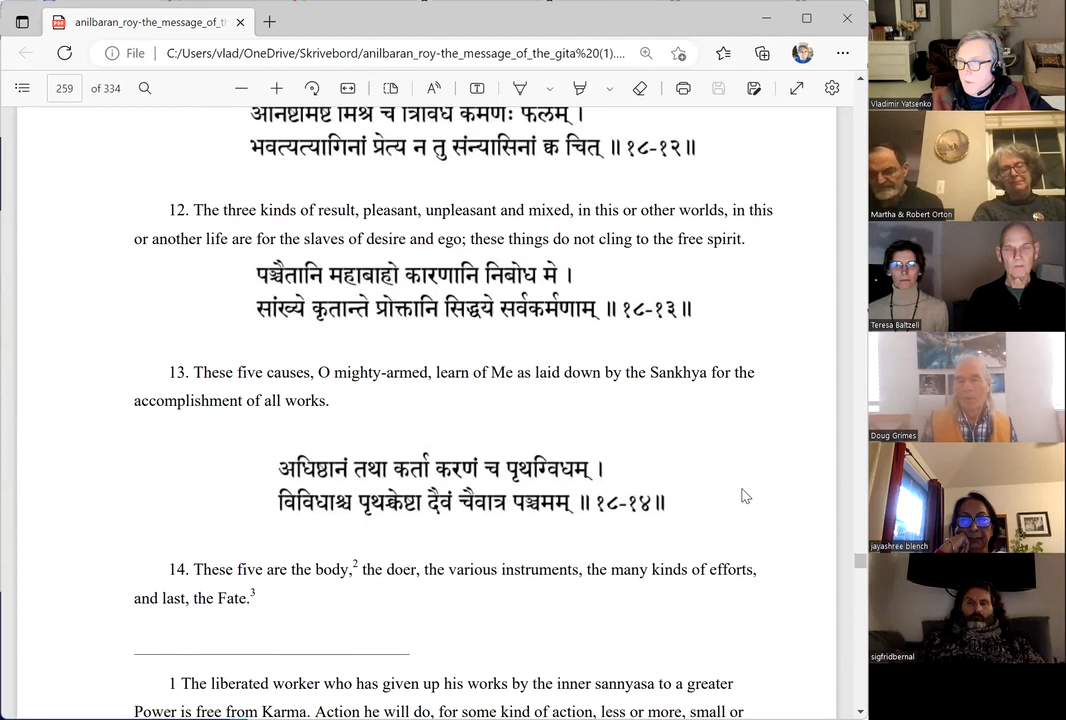 anilbaran_roy-the_message_of_th
File
C:/Users/vlad/OneDrive/Skrivebord/anilbaran_roy-the_message_of_the_gita%20(1)....
259 of 334
अनिष्टमिष्टं मिश्रं च त्रिविधं कर्मणः फलम् ।
भवत्यत्यागिनां प्रेत्य न तु संन्यासिनां क्व चित् ॥१८-१२॥
12. The three kinds of result, pleasant, unpleasant and mixed, in this or other worlds, in this
or another life are for the slaves of desire and ego; these things do not cling to the free spirit.
पञ्चैतानि महाबाहो कारणानि निबोध मे ।
सांख्ये कृतान्ते प्रोक्तानि सिद्धये सर्वकर्मणाम् ॥१८-१३॥
13. These five causes, O mighty-armed, learn of Me as laid down by the Sankhya for the
accomplishment of all works.
अधिष्ठानं तथा कर्ता करणं च पृथग्विधम् ।
विविधाश्च पृथक्चेष्टा दैवं चैवात्र पञ्चमम् ॥१८-१४॥
14. These five are the body,2 the doer, the various instruments, the many kinds of efforts,
and last, the Fate.3
1 The liberated worker who has given up his works by the inner sannyasa to a greater
Power is free from Karma. Action he will do, for some kind of action, less or more, small or
Vladimir Yatsenko
Martha & Robert Orton
Teresa Baltzell
Doug Grimes
jayashree blench
sigfridbernal